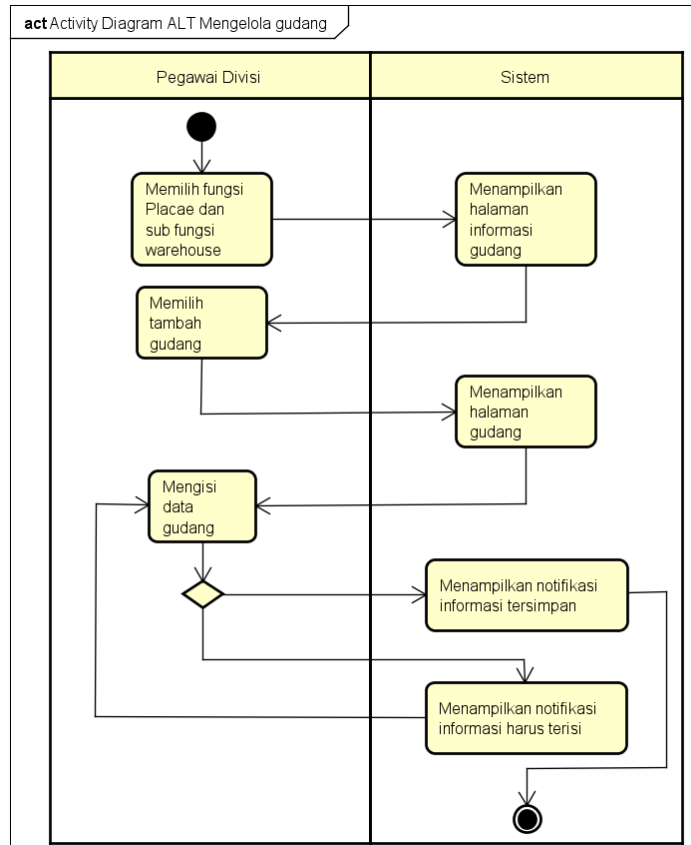 act Activity Diagram ALT Mengelola gudang
Pegawai Divisi
Sistem
Memilih fungsi
Placae dan
sub fungsi
warehouse
Menampilkan
halaman
informasi
gudang
Memilih
tambah
gudang
Menampilkan
halaman
gudang
Mengisi
data
gudang
Menampilkan notifikasi
informasi tersimpan
Menampilkan notifikasi
informasi harus terisi